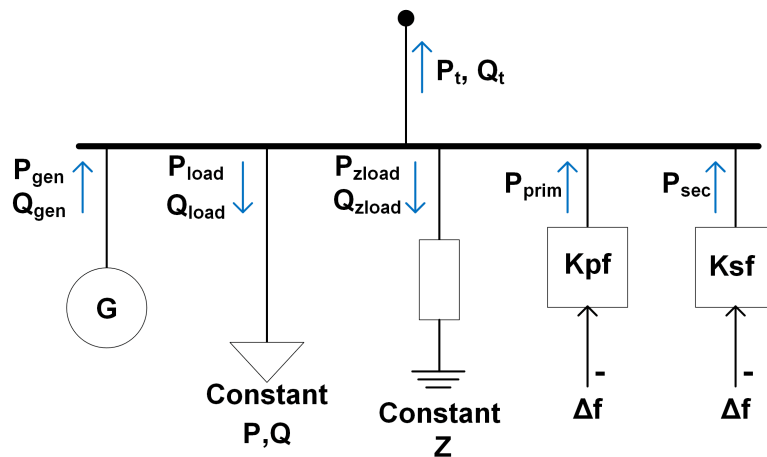 Pt, Qt
Pgen
Qgen
Pload
Qload
Pzload
Qzload
Pprim
Psec
G
Kpf
Ksf
Constant
P,Q
Constant
Z
-
Δf
-
Δf